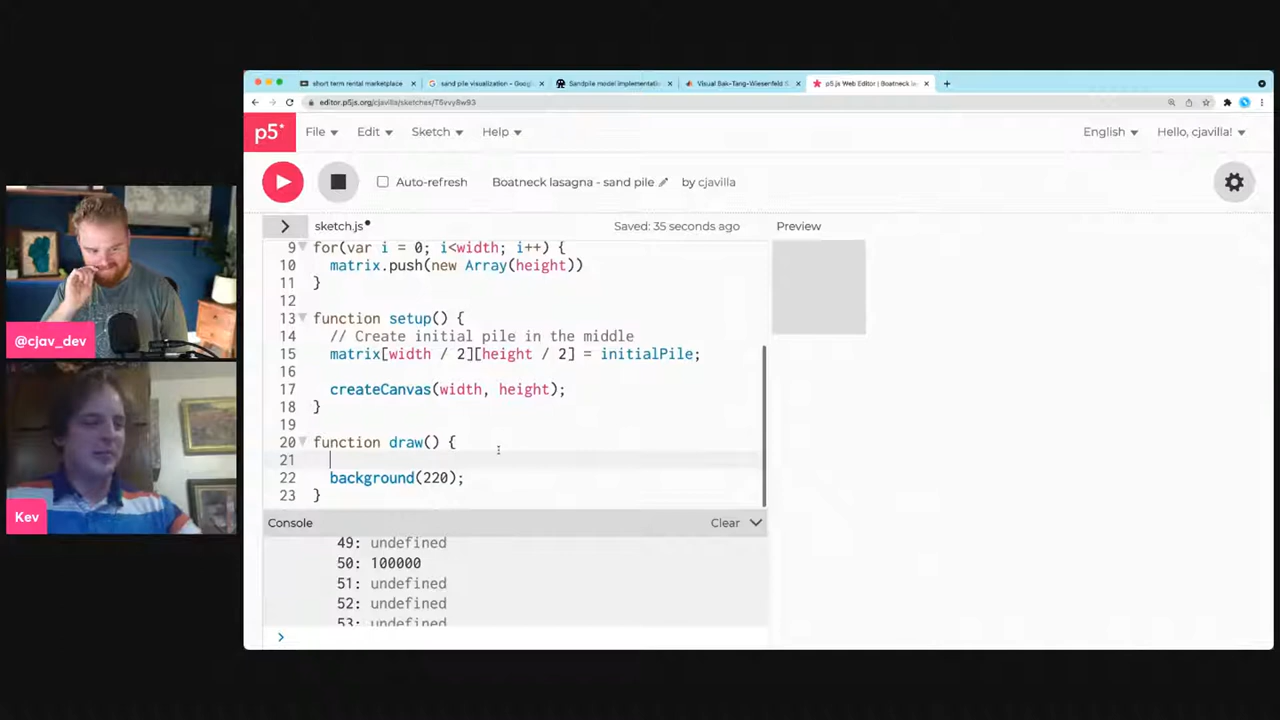 short term rental marketplace
sand pile visualization - Goog
Sandpile model implementatio
Visual Bak-Tang-Wiesenfeld S
p5.js Web Editor | Boatneck la
editor.p5js.org/cjavilla/sketches/
p5* File Edit Sketch Help English Hello, cjavilla!
Auto-refresh Boatneck lasagna - sand pile by cjavilla
> sketch.js Saved: 35 seconds ago Preview
9 for(var i = 0; i<width; i++) {
10 matrix.push(new Array(height))
11 }
12
13 function setup() {
14 // Create initial pile in the middle
15 matrix[width / 2][height / 2] = initialPile;
16
17 createCanvas(width, height);
18 }
19
20 function draw() {
21
22 background(220);
23 }
Console Clear
49: undefined
50: 100000
51: undefined
52: undefined
53: undefined
>
@cjav_dev
Kev